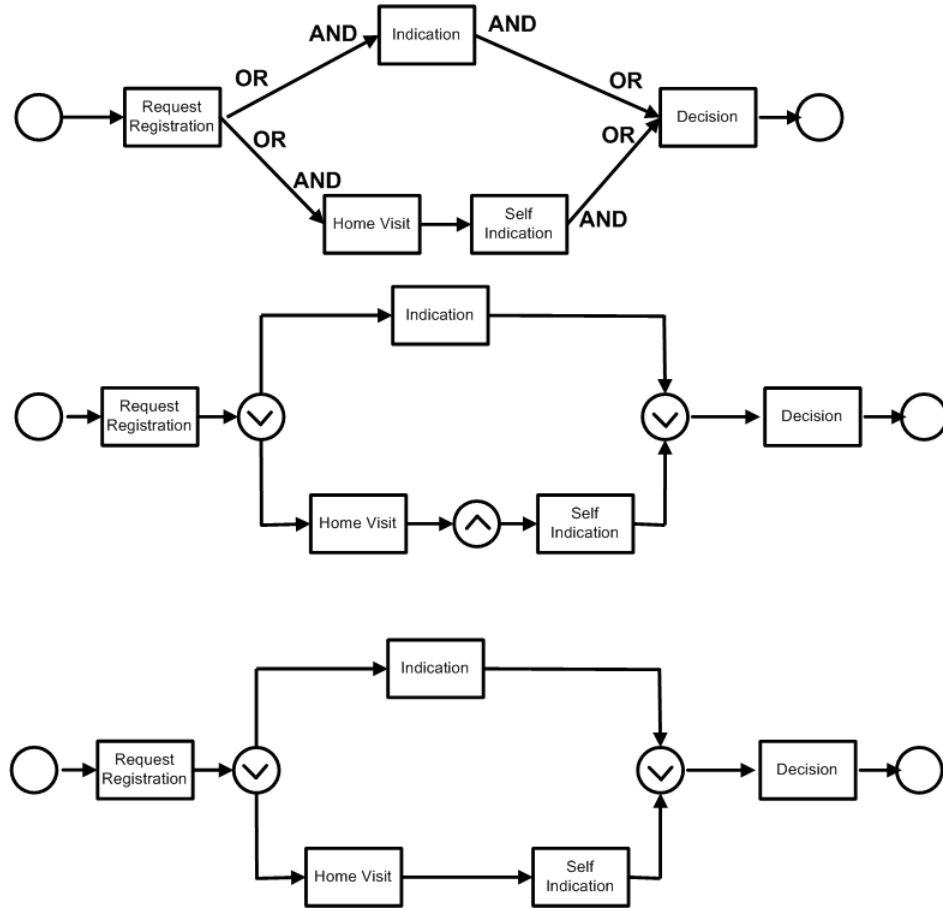 AND
Indication
AND
OR
OR
Request
Registration
Decision
OR
OR
AND
Home Visit
Self
Indication
AND
Indication
Request
Registration
Decision
Home Visit
Self
Indication
Indication
Request
Registration
Decision
Home Visit
Self
Indication